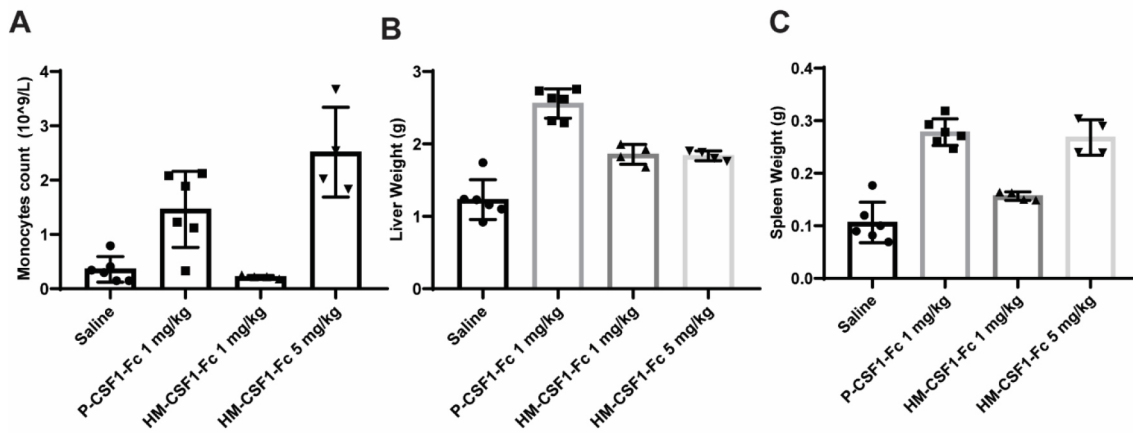 A
Monocytes count (10^9/L)
4
3
2
1
0
Saline
P-CSF1-Fc 1 mg/kg
HM-CSF1-Fc 1 mg/kg
HM-CSF1-Fc 5 mg/kg
B
Liver Weight (g)
3
2
1
0
Saline
P-CSF1-Fc 1 mg/kg
HM-CSF1-Fc 1 mg/kg
HM-CSF1-Fc 5 mg/kg
C
Spleen Weight (g)
0.4
0.3
0.2
0.1
0.0
Saline
P-CSF1-Fc 1 mg/kg
HM-CSF1-Fc 1 mg/kg
HM-CSF1-Fc 5 mg/kg